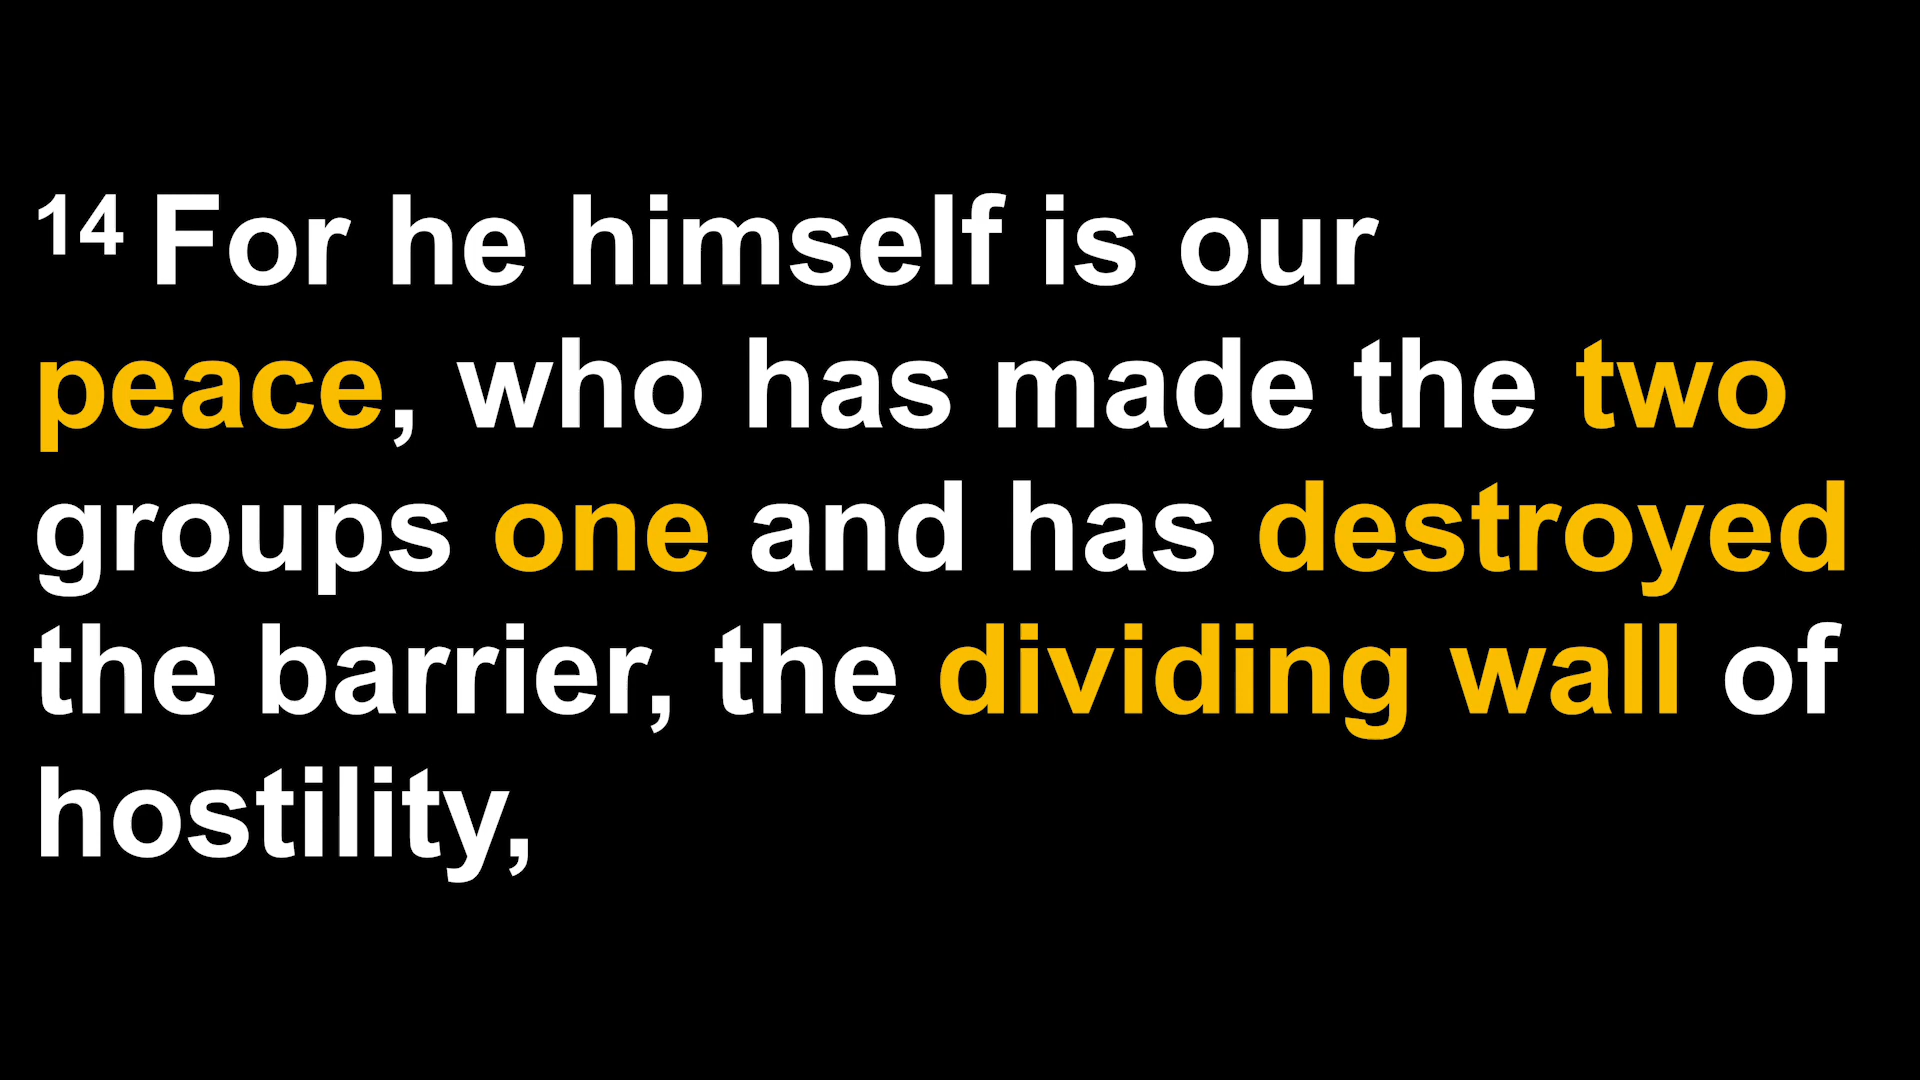 14 For he himself is our
peace, who has made the two
groups one and has destroyed
the barrier, the dividing wall of
hostility,